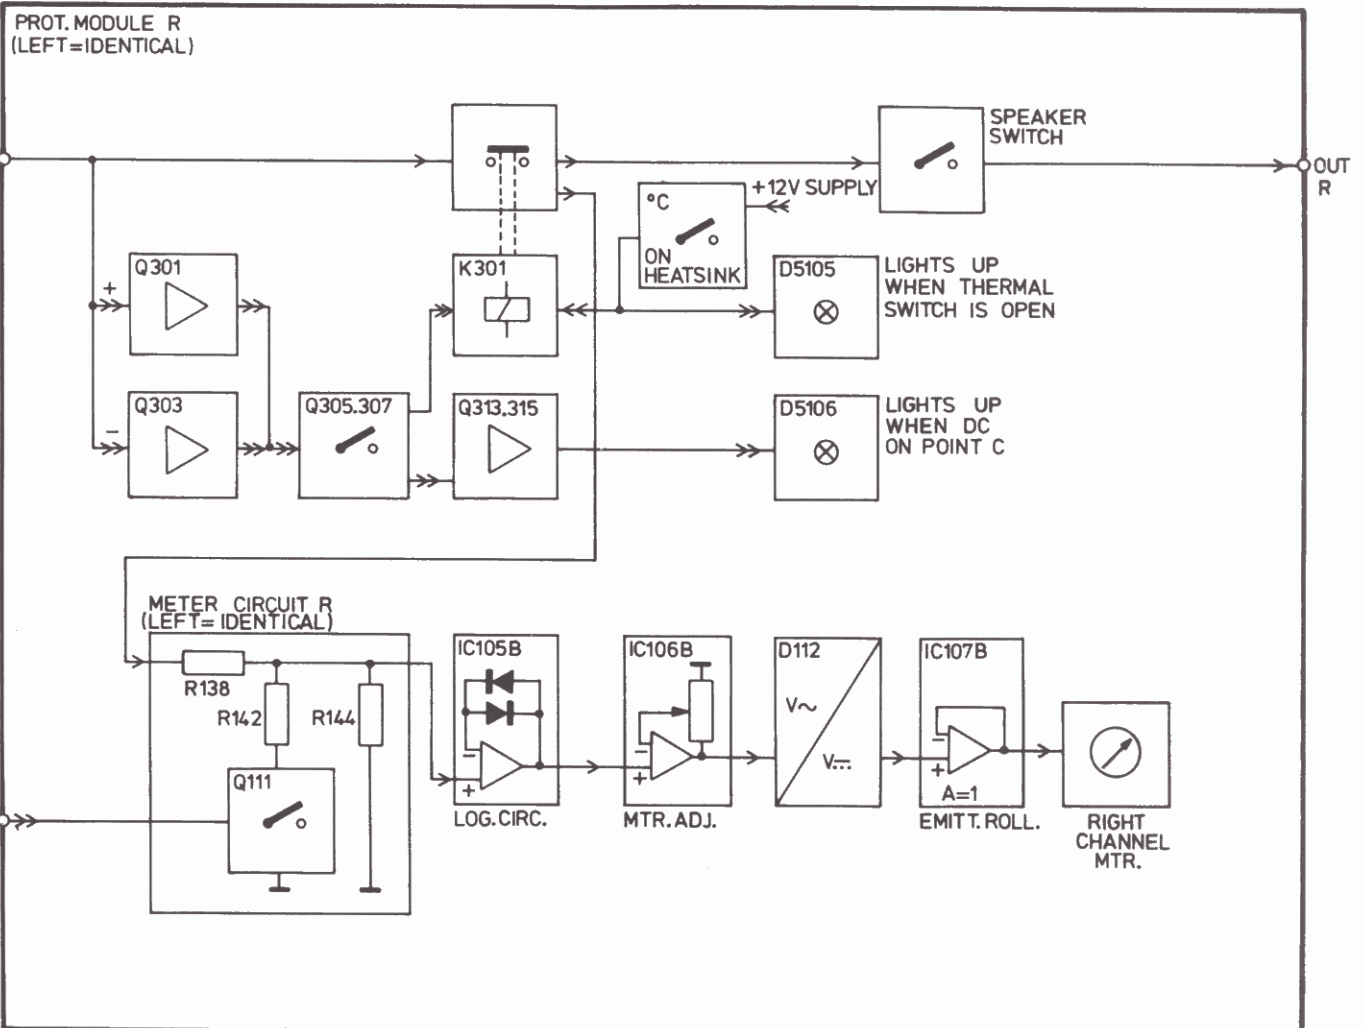 PROT. MODULE R
(LEFT=IDENTICAL)
SPEAKER
SWITCH
OUT
R
+12V SUPPLY
°C
ON
HEATSINK
Q301
+
K301
D5105
LIGHTS UP
WHEN THERMAL
SWITCH IS OPEN
Q303
-
Q305.307
Q313.315
D5106
LIGHTS UP
WHEN DC
ON POINT C
METER CIRCUIT R
(LEFT= IDENTICAL)
R138
R142
R144
Q111
IC105B
-
+
LOG. CIRC.
IC106B
-
+
MTR. ADJ.
D112
V~
V⎓
IC107B
-
+
A=1
EMITT. ROLL.
RIGHT
CHANNEL
MTR.